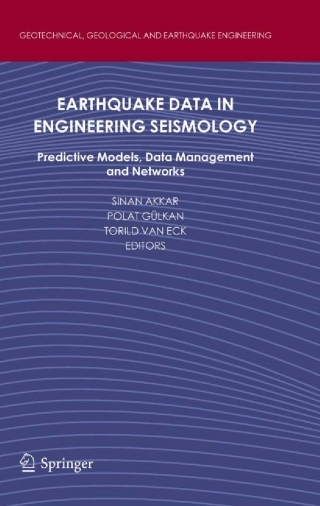 GEOTECHNICAL, GEOLOGICAL AND EARTHQUAKE ENGINEERING
EARTHQUAKE DATA IN
ENGINEERING SEISMOLOGY
Predictive Models, Data Management
and Networks
SINAN AKKAR
POLAT GÜLKAN
TORILD VAN ECK
EDITORS
Springer